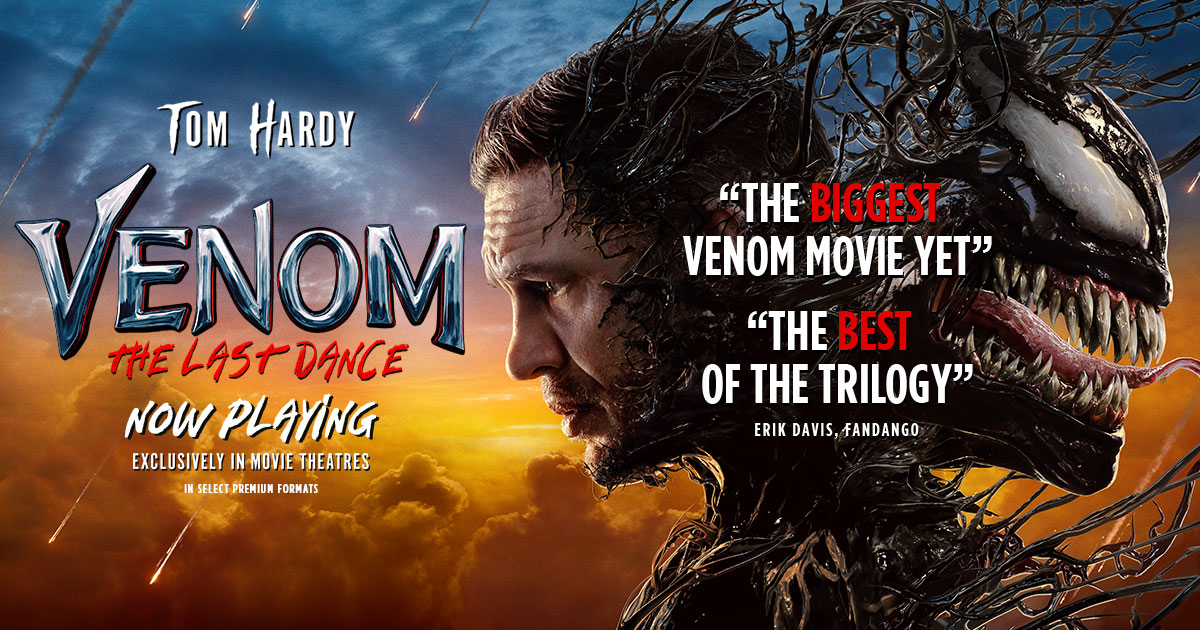 TOM HARDY
VENOM
THE LAST DANCE
NOW PLAYING
EXCLUSIVELY IN MOVIE THEATRES
IN SELECT PREMIUM FORMATS
“THE BIGGEST
VENOM MOVIE YET”
“THE BEST
OF THE TRILOGY”
ERIK DAVIS, FANDANGO